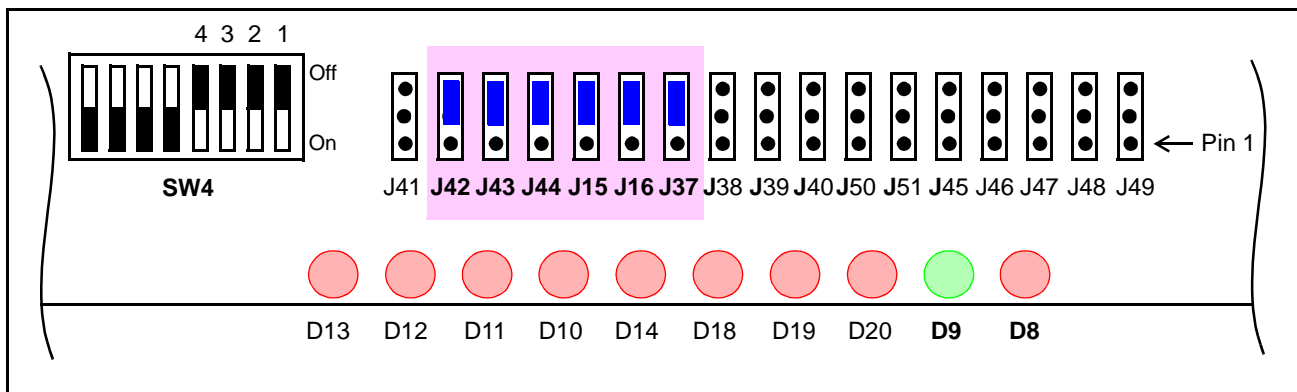 4 3 2 1
Off
On
Pin 1
SW4
J41 J42 J43 J44 J15 J16 J37 J38 J39 J40 J50 J51 J45 J46 J47 J48 J49
D13 D12 D11 D10 D14 D18 D19 D20 D9 D8